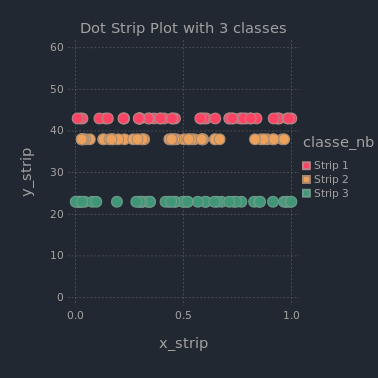 Dot Strip Plot with 3 classes
60
50
40
30
20
10
0
0.0 0.5 1.0
x_strip
y_strip
classe_nb
Strip 1
Strip 2
Strip 3